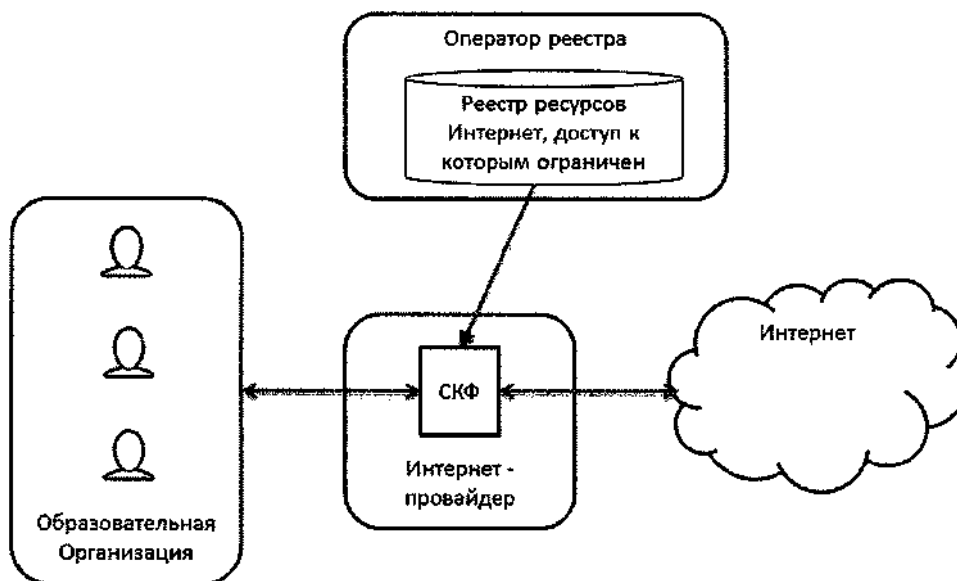 Оператор реестра
Реестр ресурсов
Интернет, доступ к
которым ограничен
Интернет
СКФ
Интернет -
провайдер
Образовательная
Организация